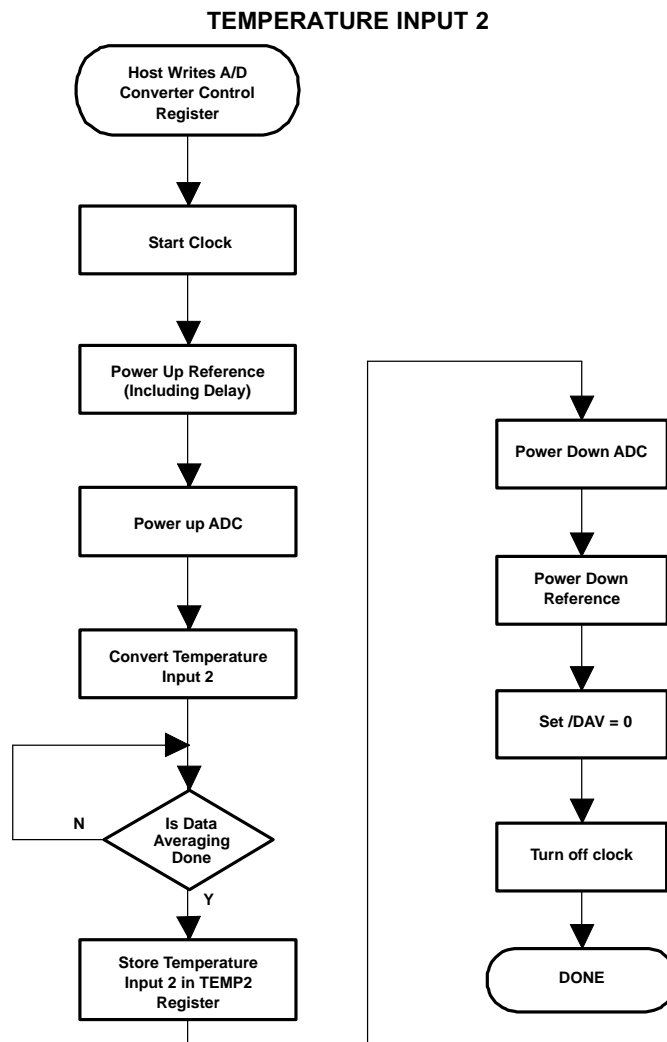 TEMPERATURE INPUT 2
Host Writes A/D
Converter Control
Register
Start Clock
Power Up Reference
(Including Delay)
Power up ADC
Convert Temperature
Input 2
N
Is Data
Averaging
Done
Y
Store Temperature
Input 2 in TEMP2
Register
Power Down ADC
Power Down
Reference
Set /DAV = 0
Turn off clock
DONE